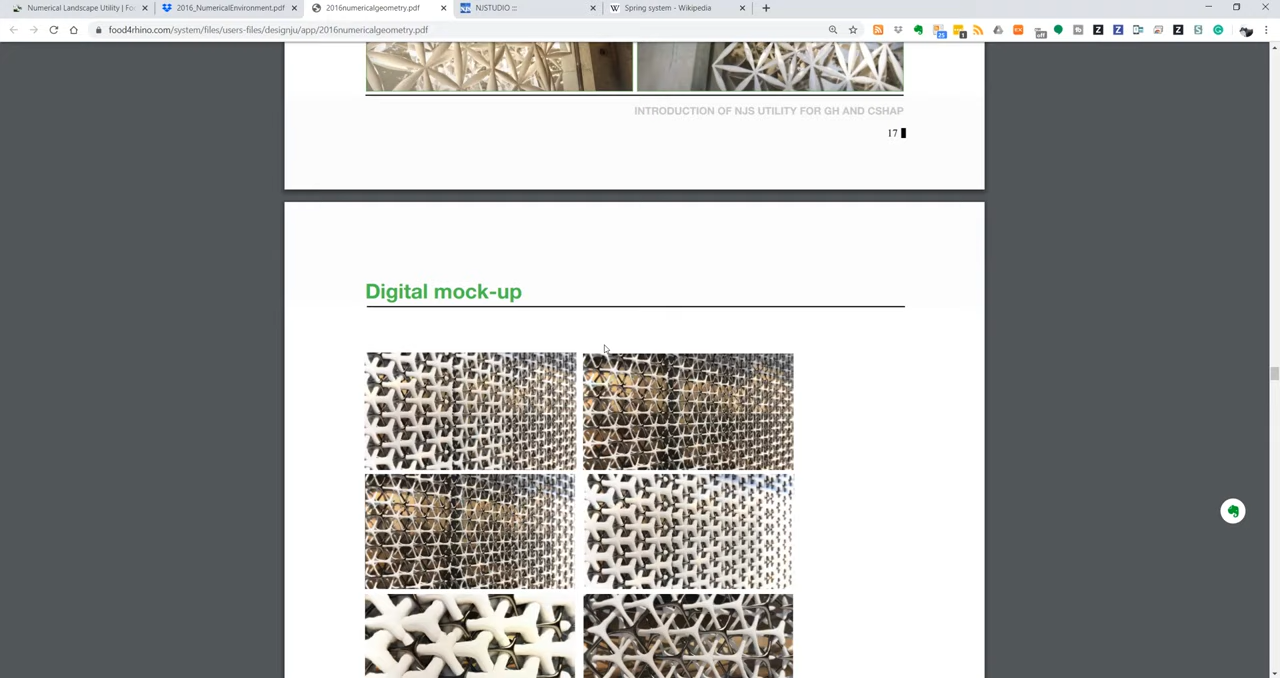 Numerical Landscape Utility | Fo
2016_NumericalEnvironment.pdf
2016numericalgeometry.pdf
NJSTUDIO ::
Spring system - Wikipedia
food4rhino.com/system/files/users-files/designju/app/2016numericalgeometry.pdf
INTRODUCTION OF NJS UTILITY FOR GH AND CSHAP
17
Digital mock-up